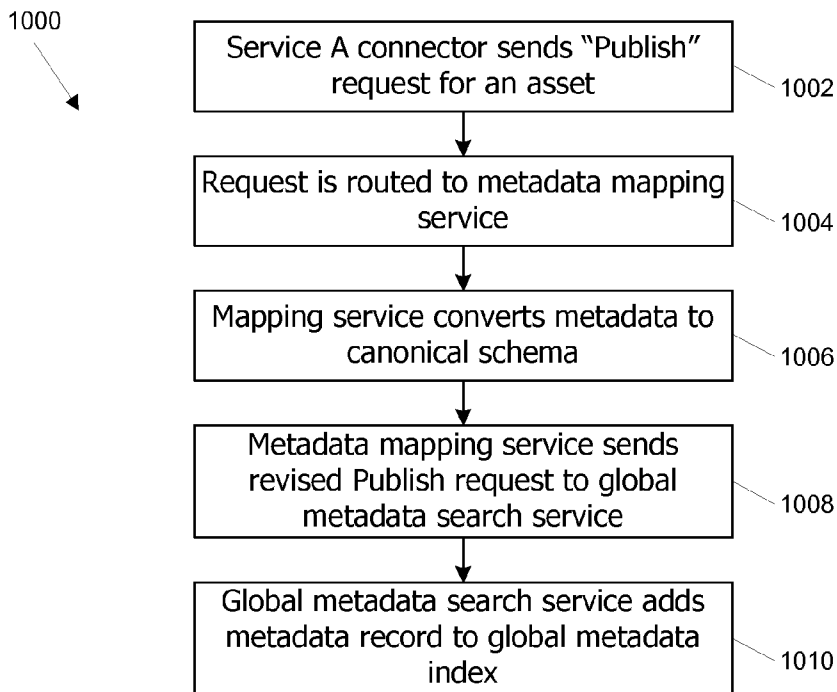 1000
Service A connector sends “Publish”
request for an asset
1002
Request is routed to metadata mapping
service
1004
Mapping service converts metadata to
canonical schema
1006
Metadata mapping service sends
revised Publish request to global
metadata search service
1008
Global metadata search service adds
metadata record to global metadata
index
1010